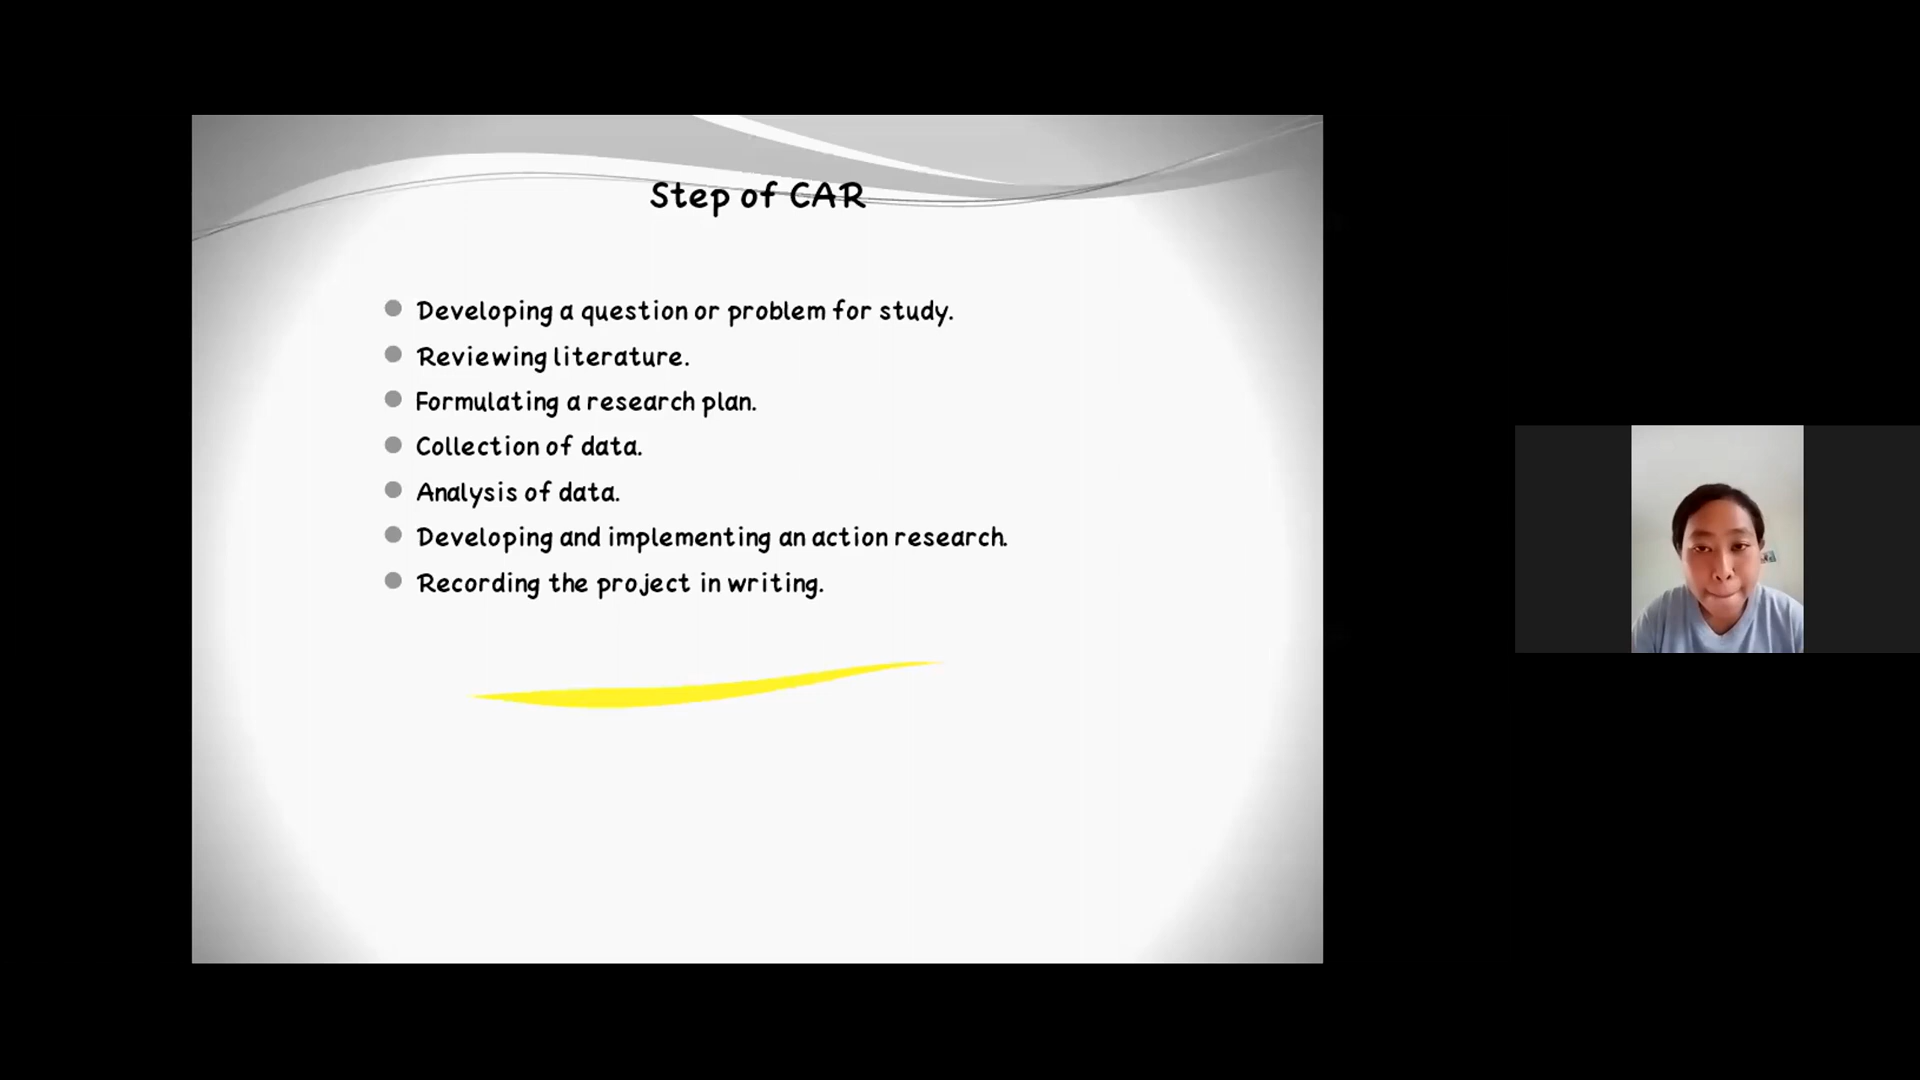 Step of CAR
Developing a question or problem for study.
Reviewing literature.
Formulating a research plan.
Collection of data.
Analysis of data.
Developing and implementing an action research.
Recording the project in writing.